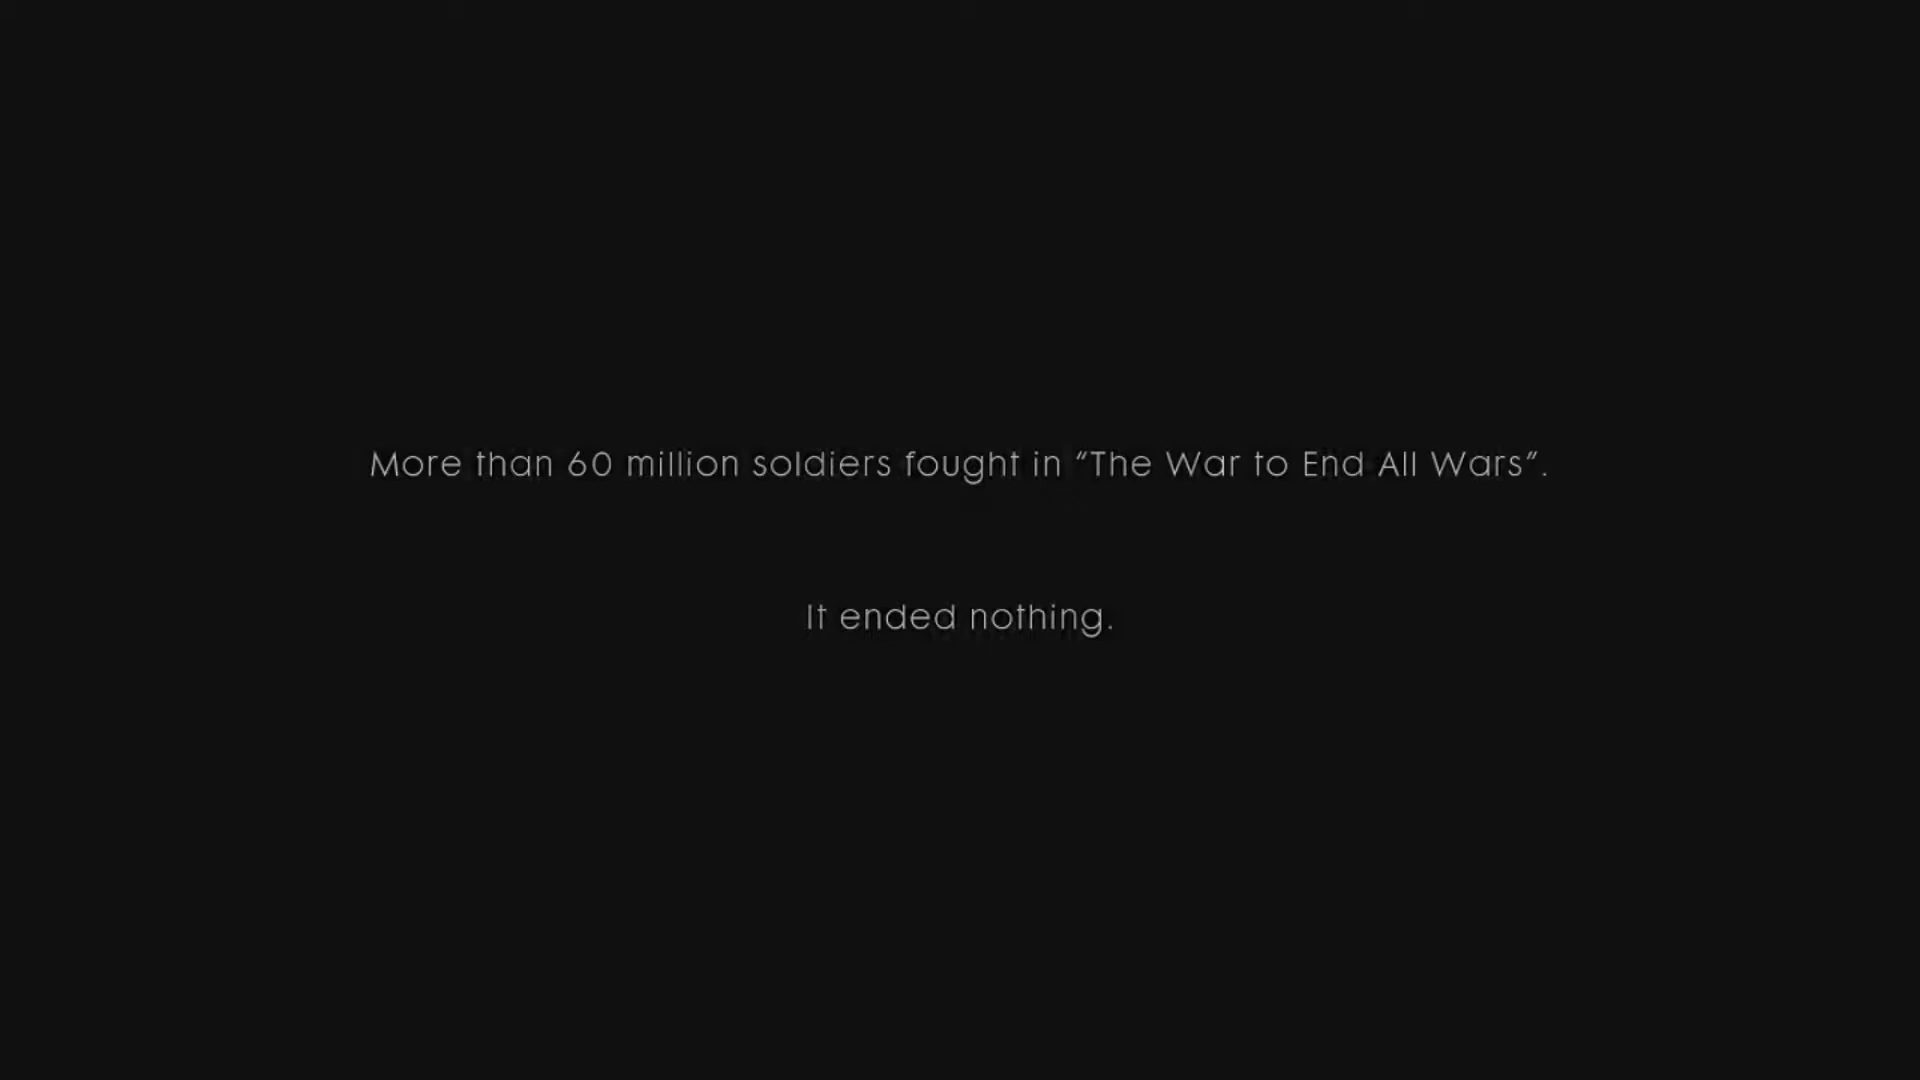 More than 60 million soldiers fought in “The War to End All Wars”.
It ended nothing.